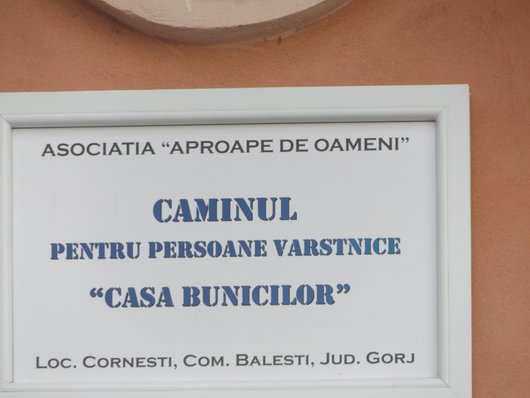 ASOCIATIA “APROAPE DE OAMENI”
CAMINUL
PENTRU PERSOANE VARSTNICE
“CASA BUNICILOR”
LOC. CORNESTI, COM. BALESTI, JUD. GORJ